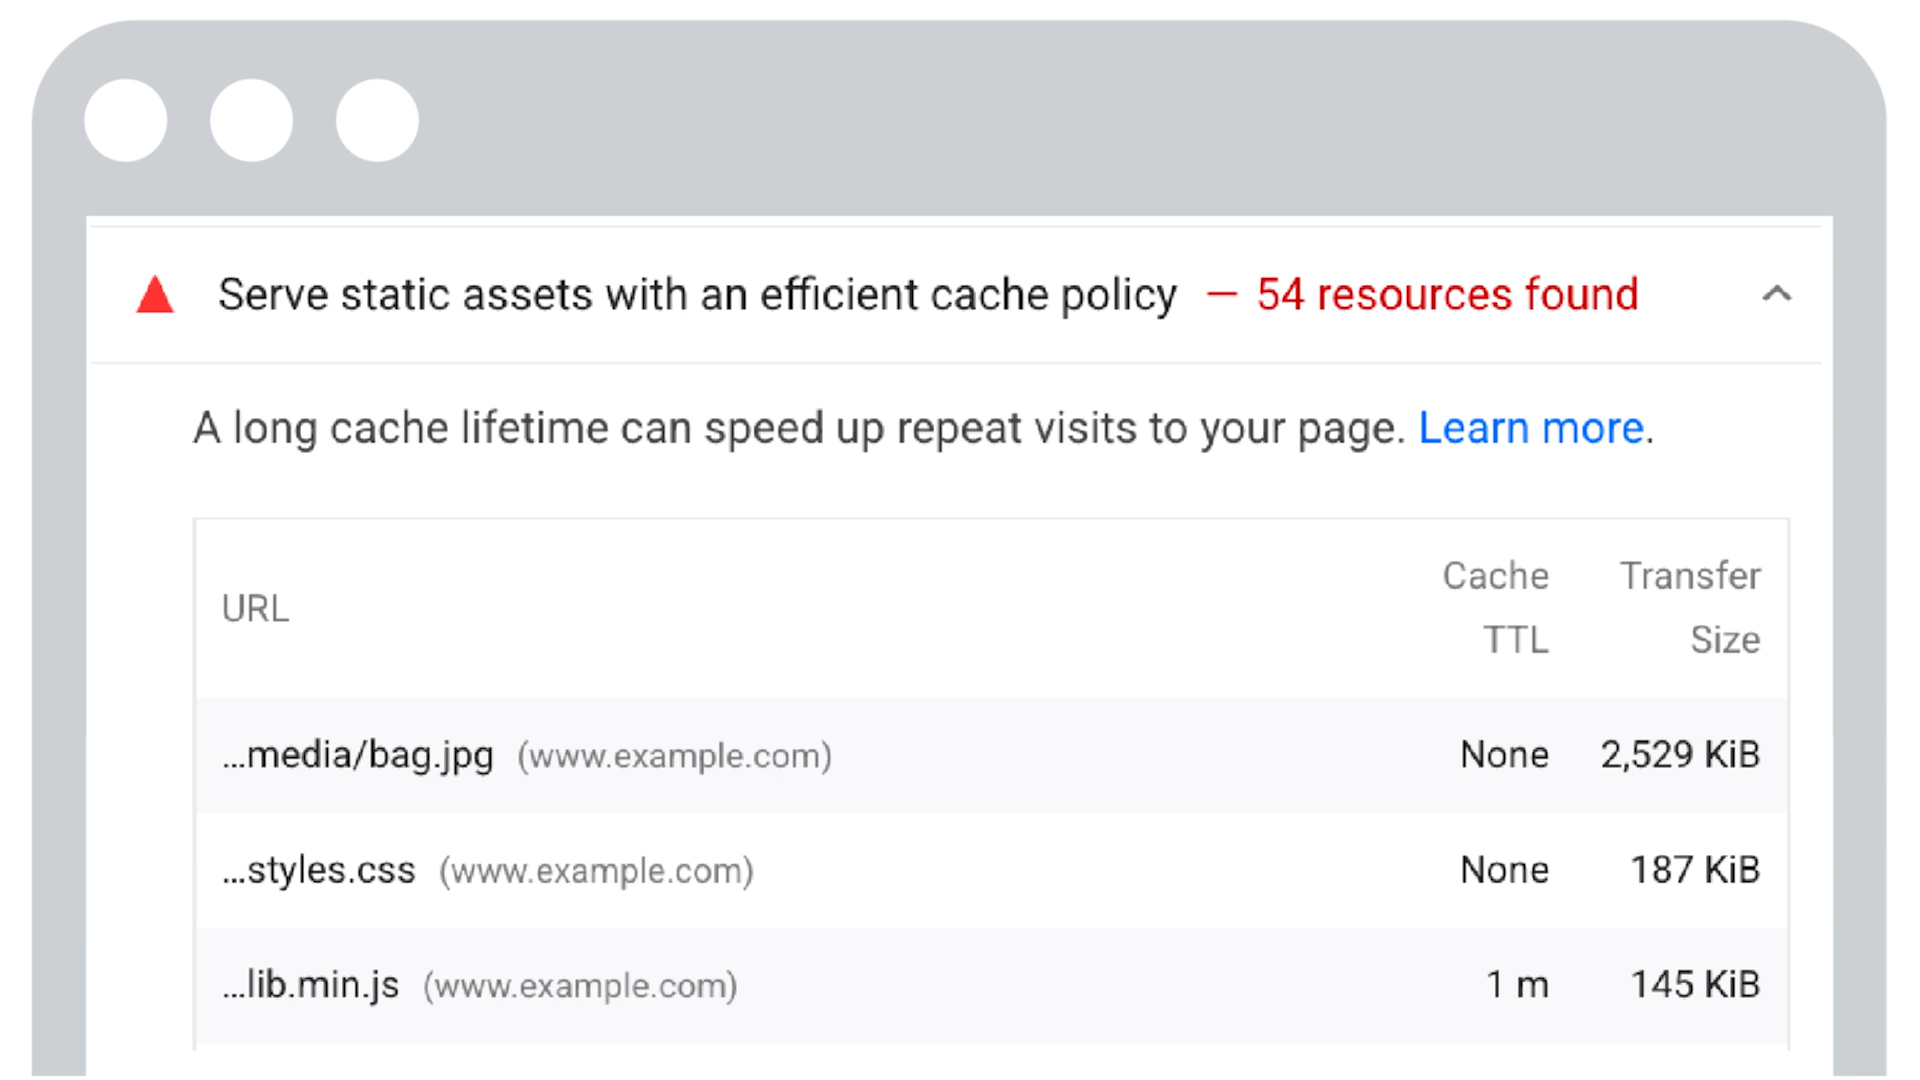 Serve static assets with an efficient cache policy — 54 resources found
A long cache lifetime can speed up repeat visits to your page. Learn more.
URL Cache TTL Transfer Size
...media/bag.jpg (www.example.com) None 2,529 KiB
...styles.css (www.example.com) None 187 KiB
...lib.min.js (www.example.com) 1 m 145 KiB